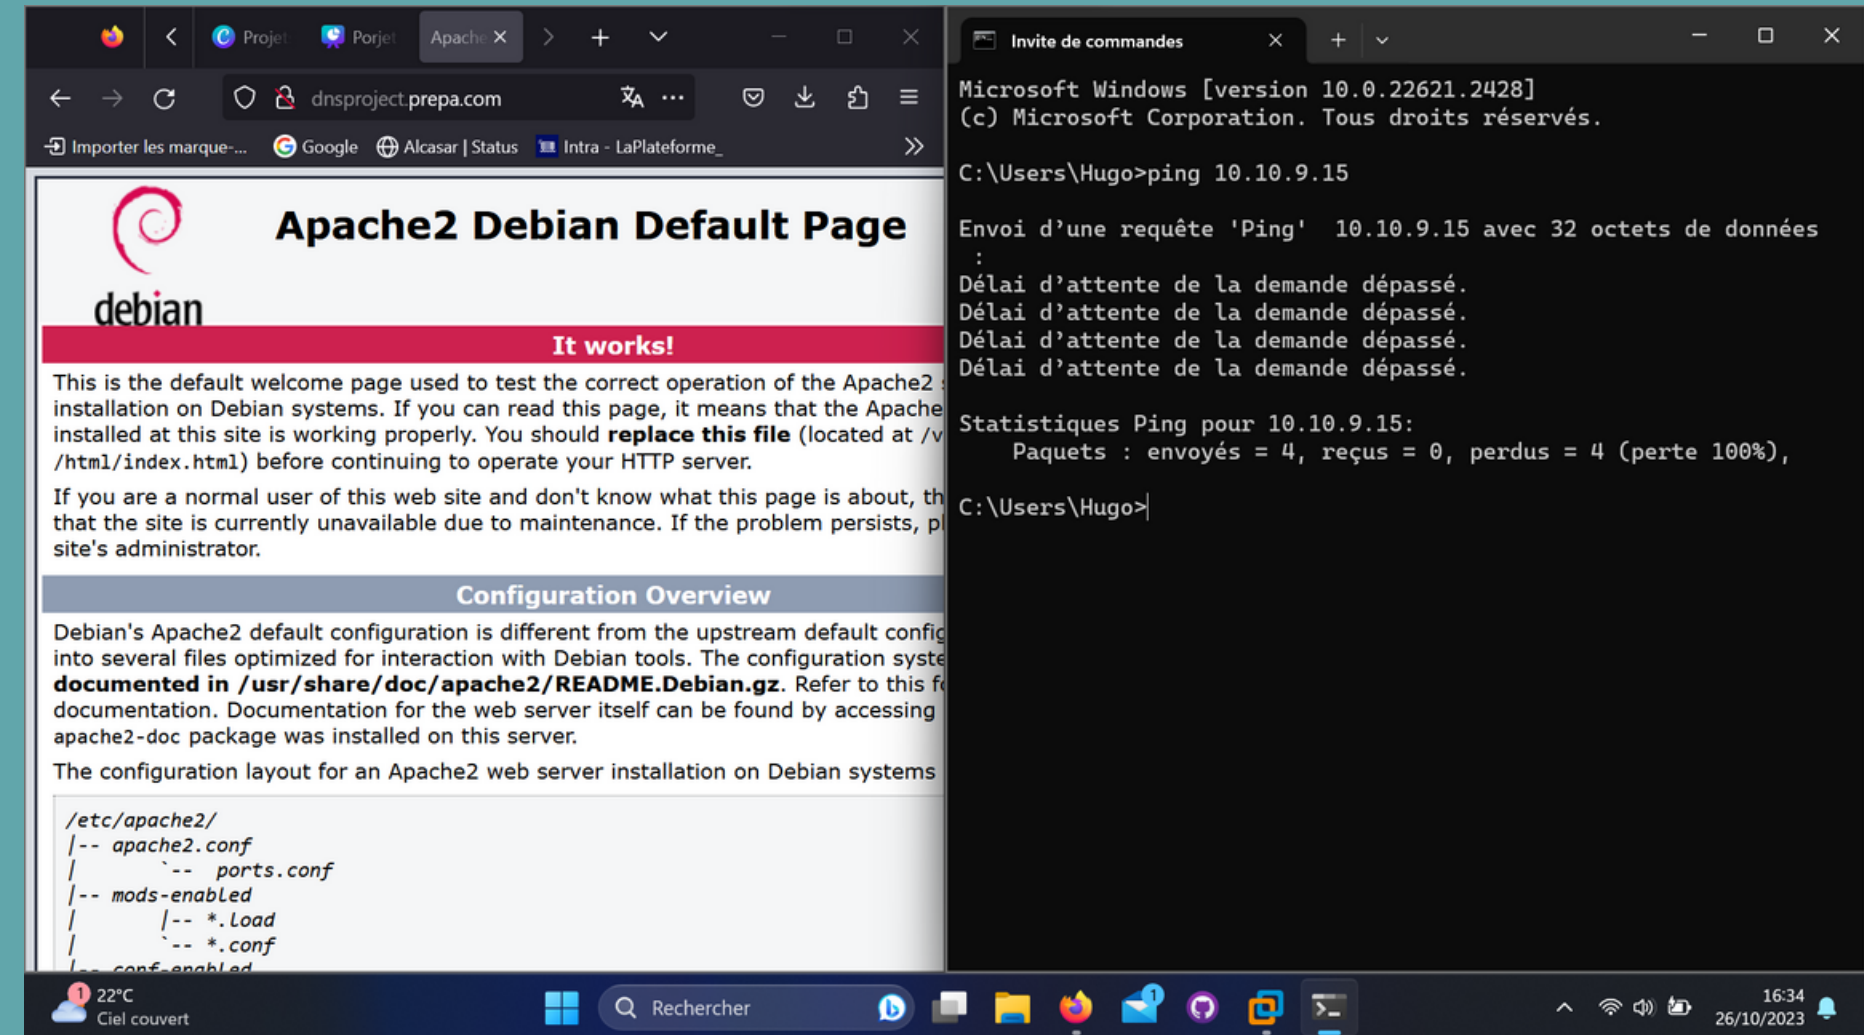 Projet
Porjet
Apache
dnsproject.prepa.com
Importer les marque-...
Google
Alcasar | Status
Intra - LaPlateforme_
debian
Apache2 Debian Default Page
It works!
This is the default welcome page used to test the correct operation of the Apache2
installation on Debian systems. If you can read this page, it means that the Apache
installed at this site is working properly. You should replace this file (located at /v
/html/index.html) before continuing to operate your HTTP server.
If you are a normal user of this web site and don't know what this page is about, th
that the site is currently unavailable due to maintenance. If the problem persists, pl
site's administrator.
Configuration Overview
Debian's Apache2 default configuration is different from the upstream default config
into several files optimized for interaction with Debian tools. The configuration syste
documented in /usr/share/doc/apache2/README.Debian.gz. Refer to this fo
documentation. Documentation for the web server itself can be found by accessing
apache2-doc package was installed on this server.
The configuration layout for an Apache2 web server installation on Debian systems
/etc/apache2/
|-- apache2.conf
|       `--  ports.conf
|-- mods-enabled
|       |-- *.load
|       `-- *.conf
|-- conf-enabled
Invite de commandes
Microsoft Windows [version 10.0.22621.2428]
(c) Microsoft Corporation. Tous droits réservés.
C:\Users\Hugo>ping 10.10.9.15
Envoi d’une requête 'Ping'  10.10.9.15 avec 32 octets de données
 :
Délai d’attente de la demande dépassé.
Délai d’attente de la demande dépassé.
Délai d’attente de la demande dépassé.
Délai d’attente de la demande dépassé.
Statistiques Ping pour 10.10.9.15:
    Paquets : envoyés = 4, reçus = 0, perdus = 4 (perte 100%),
C:\Users\Hugo>
1
22°C
Ciel couvert
Rechercher
1
16:34
26/10/2023